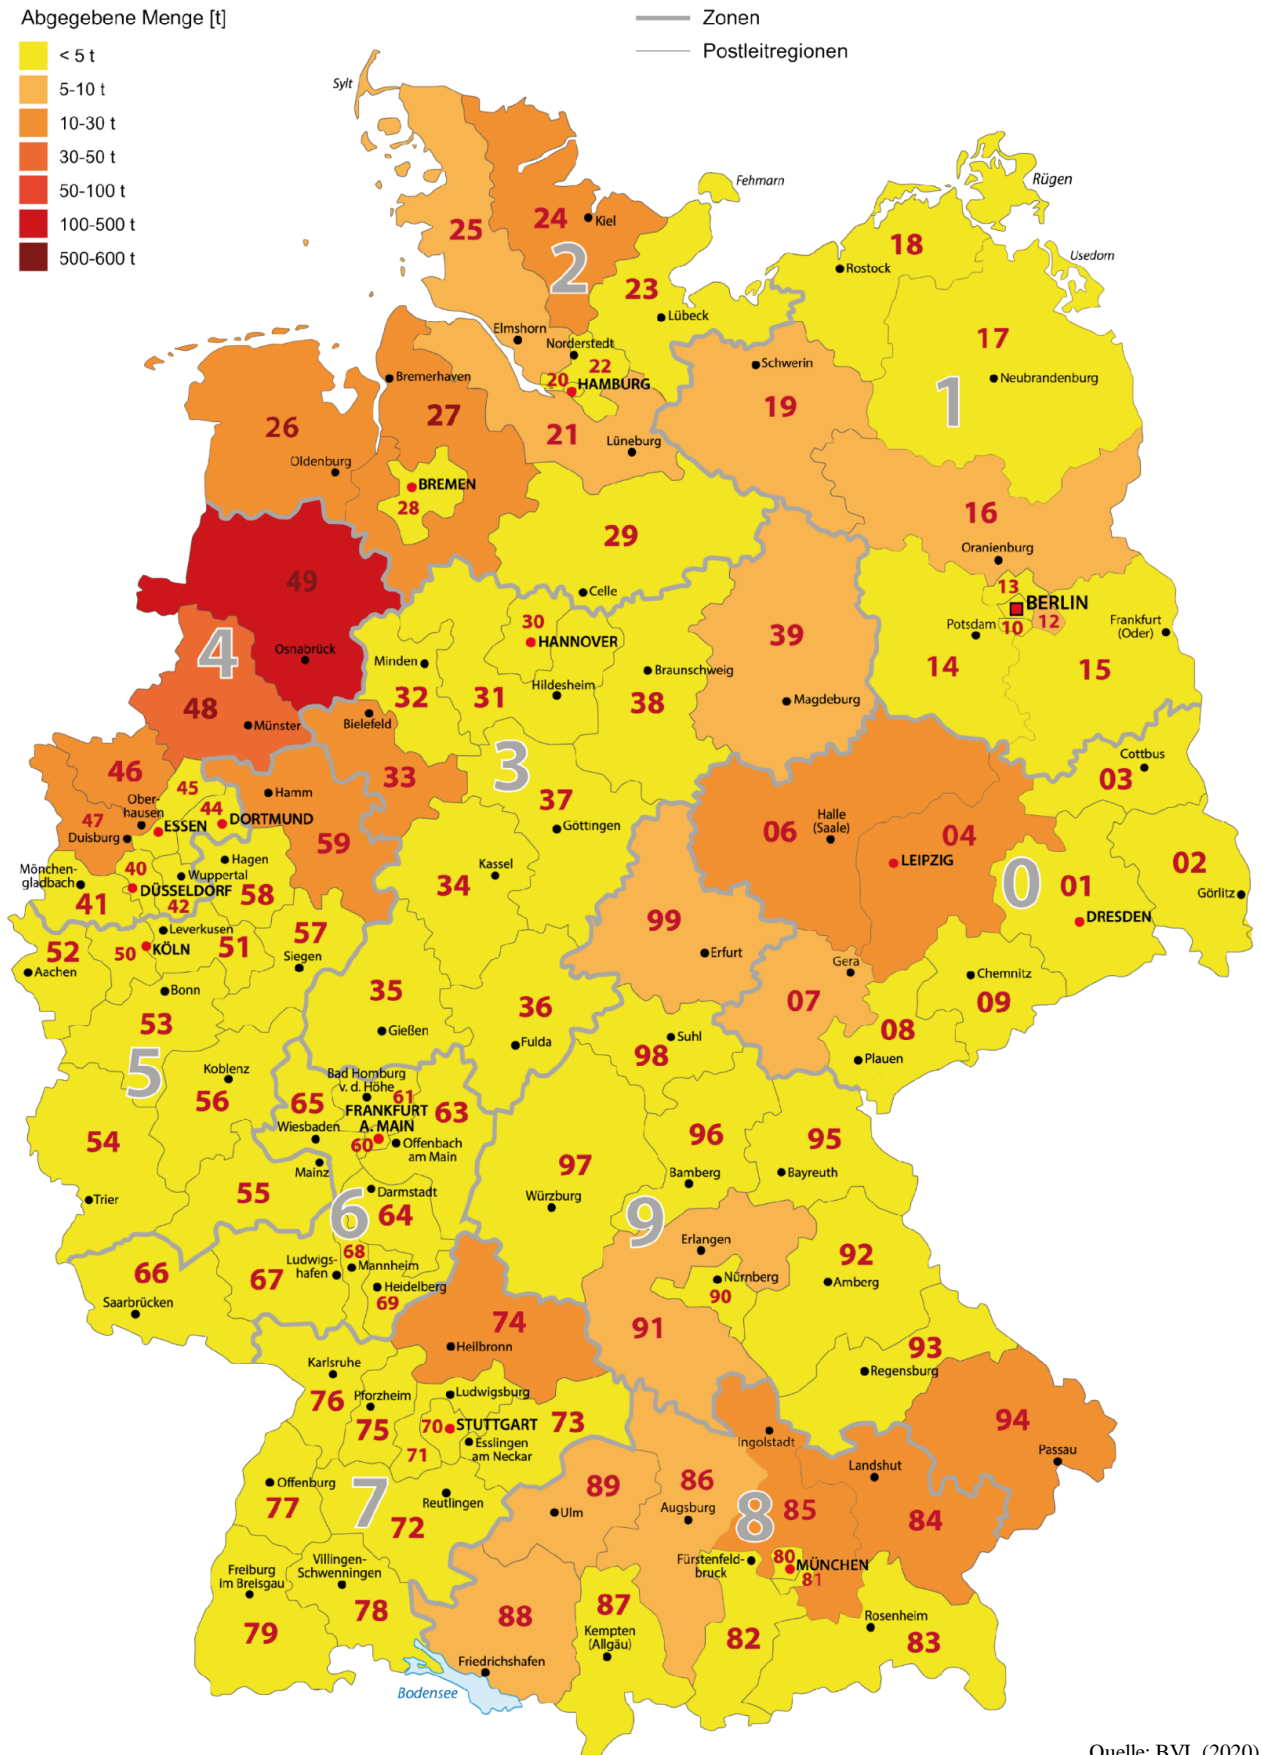 Abgegebene Menge [t]
< 5 t
5-10 t
10-30 t
30-50 t
50-100 t
100-500 t
500-600 t
Zonen
Postleitregionen
Sylt
Fehmarn
Rügen
Usedom
25
24
Kiel
2
23
Lübeck
18
Rostock
17
Neubrandenburg
1
Elmshorn
Norderstedt
22
20
HAMBURG
Schwerin
19
Bremerhaven
27
26
Oldenburg
21
Lüneburg
BREMEN
28
29
Celle
16
Oranienburg
13
BERLIN
12
10
Potsdam
Frankfurt
(Oder)
14
15
49
Osnabrück
4
48
Münster
30
HANNOVER
Minden
32
31
Hildesheim
Braunschweig
38
39
Magdeburg
Bielefeld
33
3
37
Göttingen
Cottbus
03
46
45
Ober-
hausen
47
Duisburg
ESSEN
44
DORTMUND
Hamm
59
Halle
(Saale)
06
04
LEIPZIG
0
01
DRESDEN
02
Görlitz
Mönchen-
gladbach
41
40
DÜSSELDORF
42
Wuppertal
Hagen
58
34
Kassel
99
Erfurt
52
Aachen
50
KÖLN
Leverkusen
51
57
Siegen
Bonn
53
35
Gießen
36
Fulda
Gera
07
Chemnitz
09
08
Plauen
98
Suhl
5
Koblenz
56
54
Trier
55
Bad Homburg
v. d. Höhe
61
65
FRANKFURT
A. MAIN
60
63
Wiesbaden
Offenbach
am Main
Mainz
Darmstadt
6
64
97
Würzburg
96
Bamberg
95
Bayreuth
9
66
Saarbrücken
67
Ludwigs-
hafen
68
Mannheim
Heidelberg
69
Erlangen
Nürnberg
90
91
92
Amberg
93
Regensburg
74
Heilbronn
Karlsruhe
76
Pforzheim
75
Ludwigsburg
70
STUTTGART
71
Esslingen
am Neckar
73
94
Passau
Ingolstadt
Landshut
84
Offenburg
77
7
Reutlingen
72
89
Ulm
86
Augsburg
8
85
Fürstenfeld-
bruck
80
MÜNCHEN
81
Freiburg
im Breisgau
79
Villingen-
Schwenningen
78
88
Friedrichshafen
Bodensee
87
Kempten
(Allgäu)
82
Rosenheim
83
Quelle: BVL (2020)